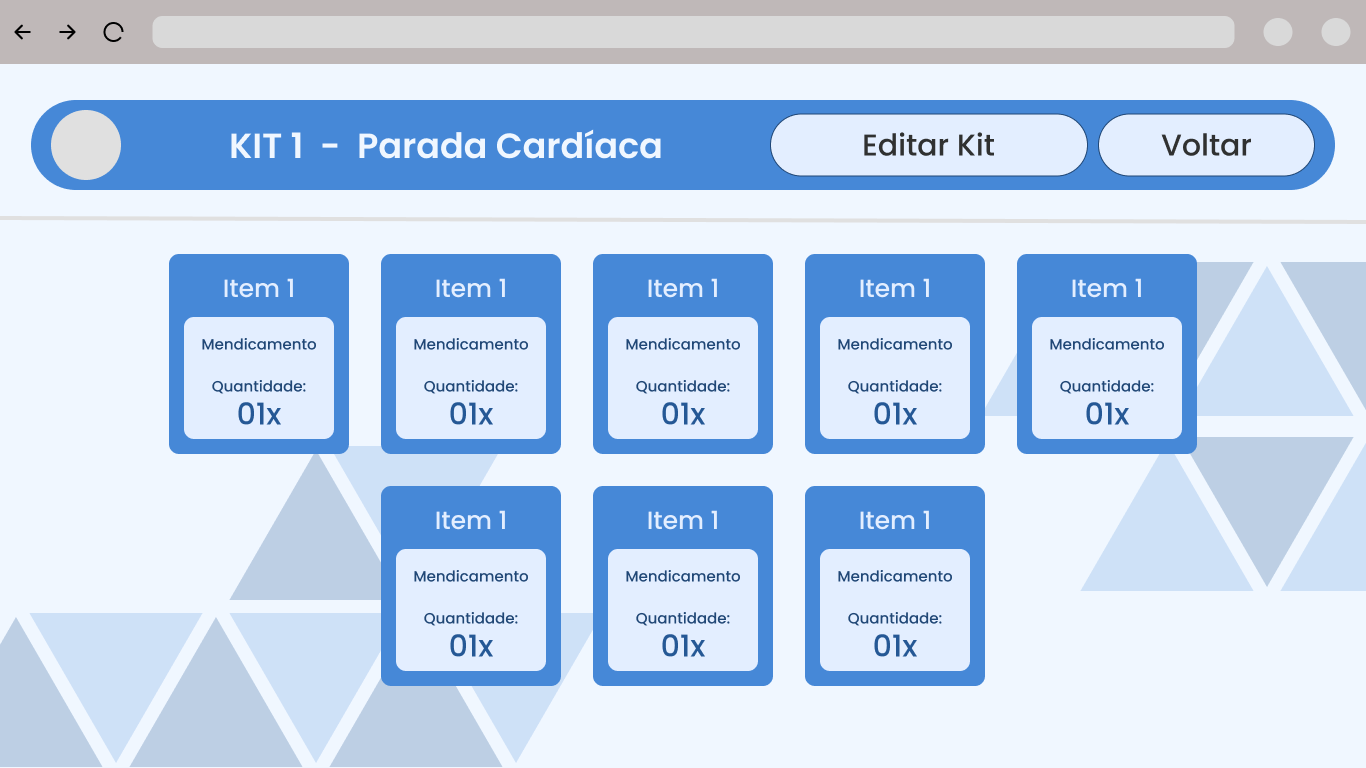 KIT 1 - Parada Cardíaca
Editar Kit
Voltar
Item 1
Mendicamento
Quantidade:
01x
Item 1
Mendicamento
Quantidade:
01x
Item 1
Mendicamento
Quantidade:
01x
Item 1
Mendicamento
Quantidade:
01x
Item 1
Mendicamento
Quantidade:
01x
Item 1
Mendicamento
Quantidade:
01x
Item 1
Mendicamento
Quantidade:
01x
Item 1
Mendicamento
Quantidade:
01x